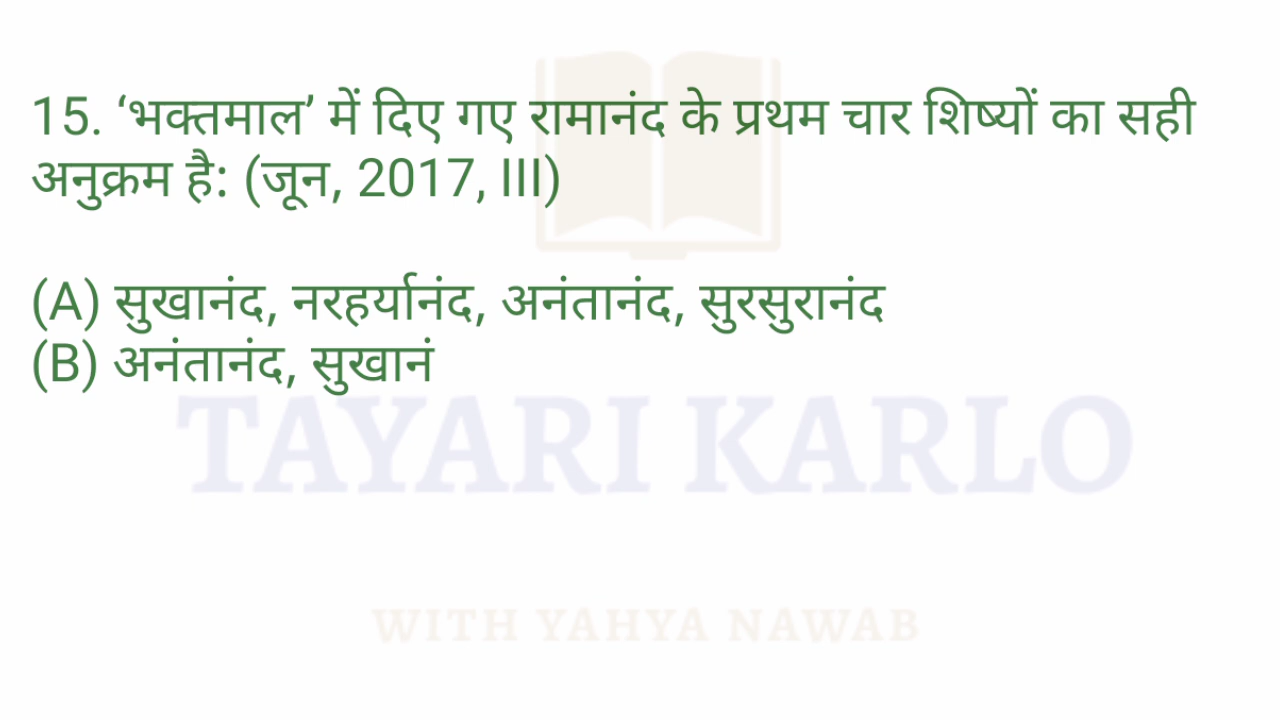 15. ‘भक्तमाल’ में दिए गए रामानंद के प्रथम चार शिष्यों का सही
अनुक्रम है: (जून, 2017, III)
(A) सुखानंद, नरहर्यानंद, अनंतानंद, सुरसुरानंद
(B) अनंतानंद, सुखानं
TAYARI KARLO
WITH YAHYA NAWAB